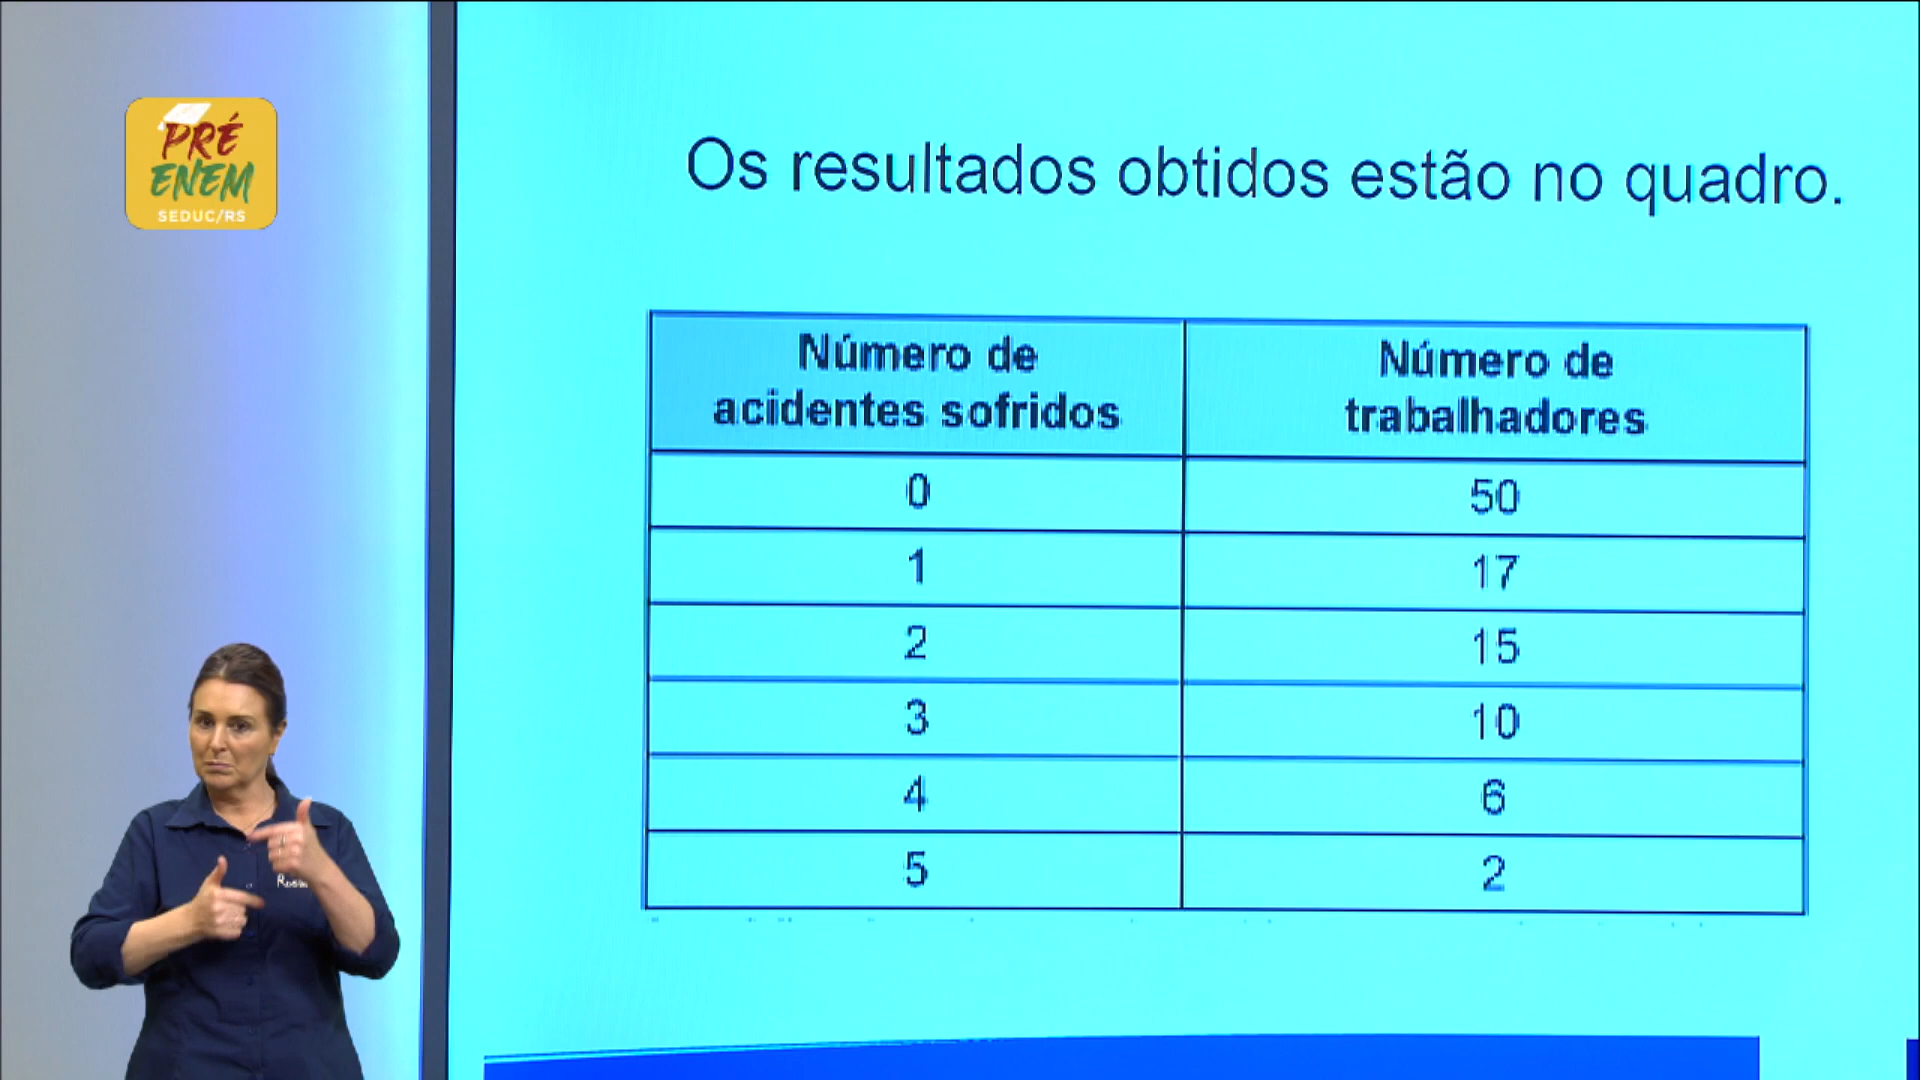 PRÉ
ENEM
SEDUC/RS
Os resultados obtidos estão no quadro.
Número de acidentes sofridos
Número de trabalhadores
0 50
1 17
2 15
3 10
4 6
5 2